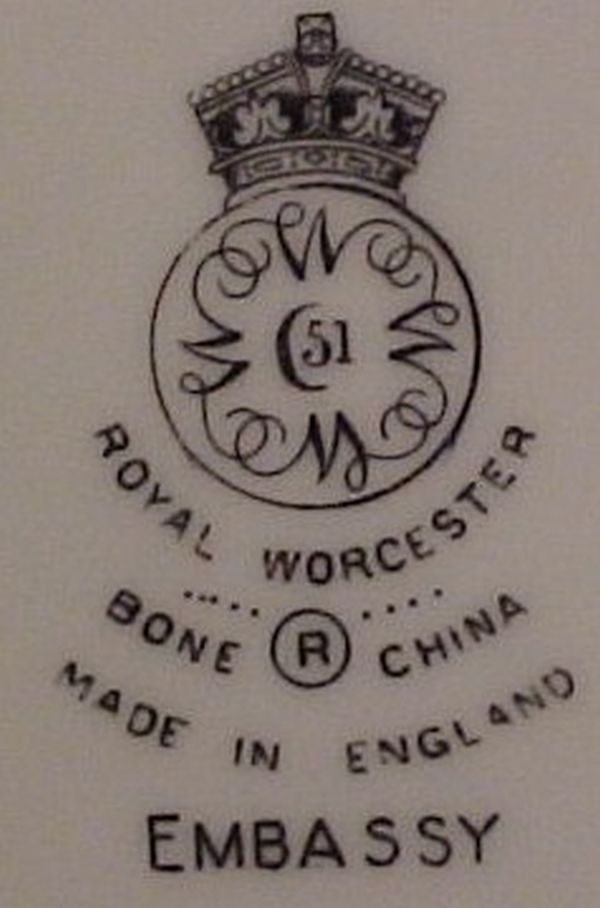 W
W C51 W
W
ROYAL WORCESTER
BONE R CHINA
MADE IN ENGLAND
EMBASSY